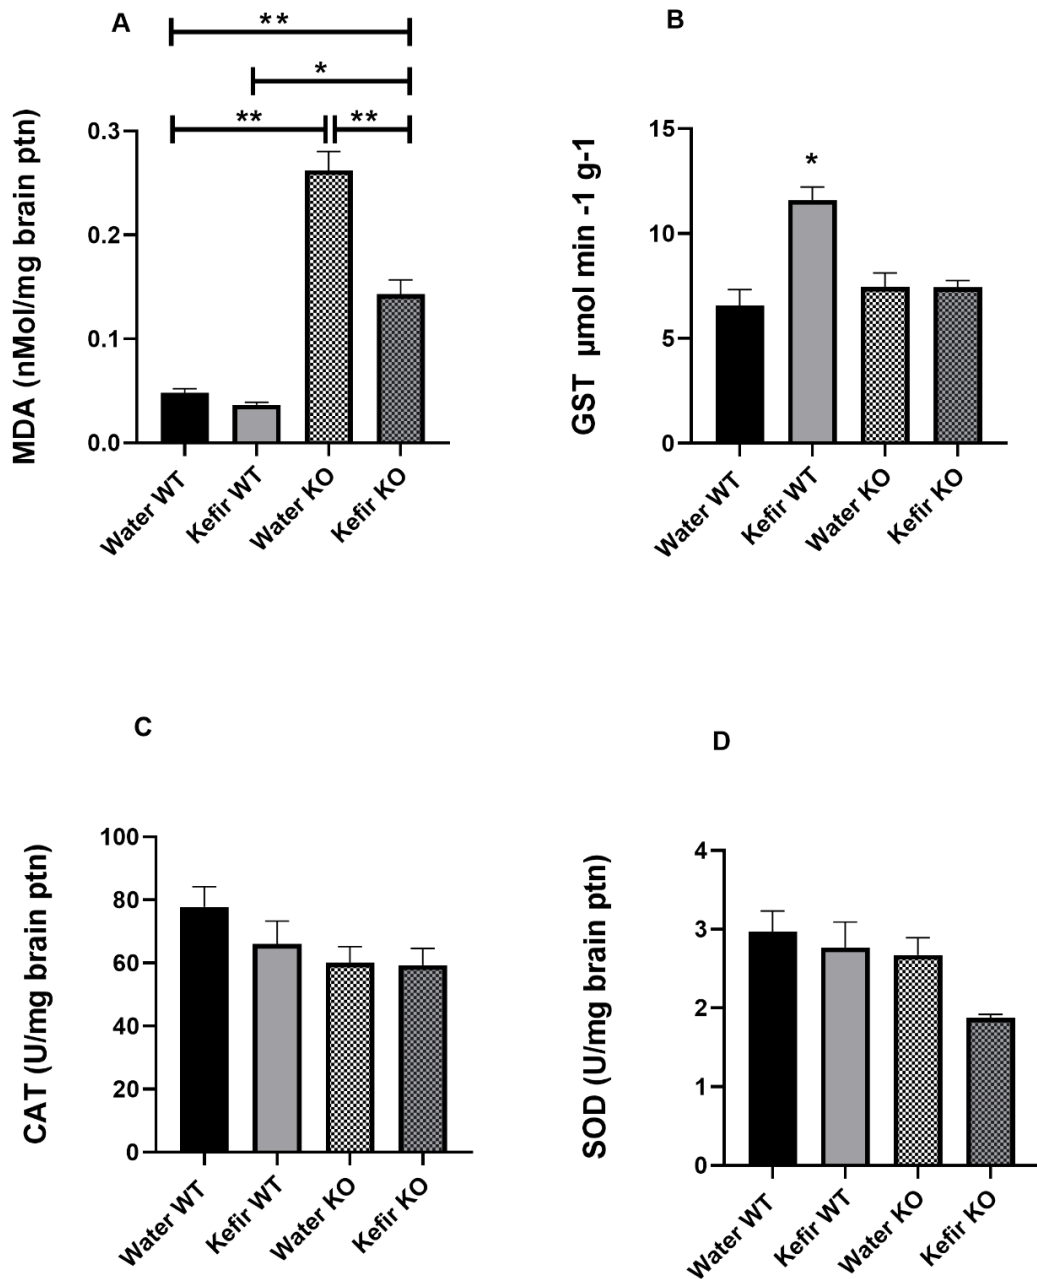 A
**
*
**
**
MDA (nMol/mg brain ptn)
0.3
0.2
0.1
0.0
Water WT
Kefir WT
Water KO
Kefir KO
B
GST µmol min -1 g-1
15
10
5
0
*
Water WT
Kefir WT
Water KO
Kefir KO
C
CAT (U/mg brain ptn)
100
80
60
40
20
0
Water WT
Kefir WT
Water KO
Kefir KO
D
SOD (U/mg brain ptn)
4
3
2
1
0
Water WT
Kefir WT
Water KO
Kefir KO